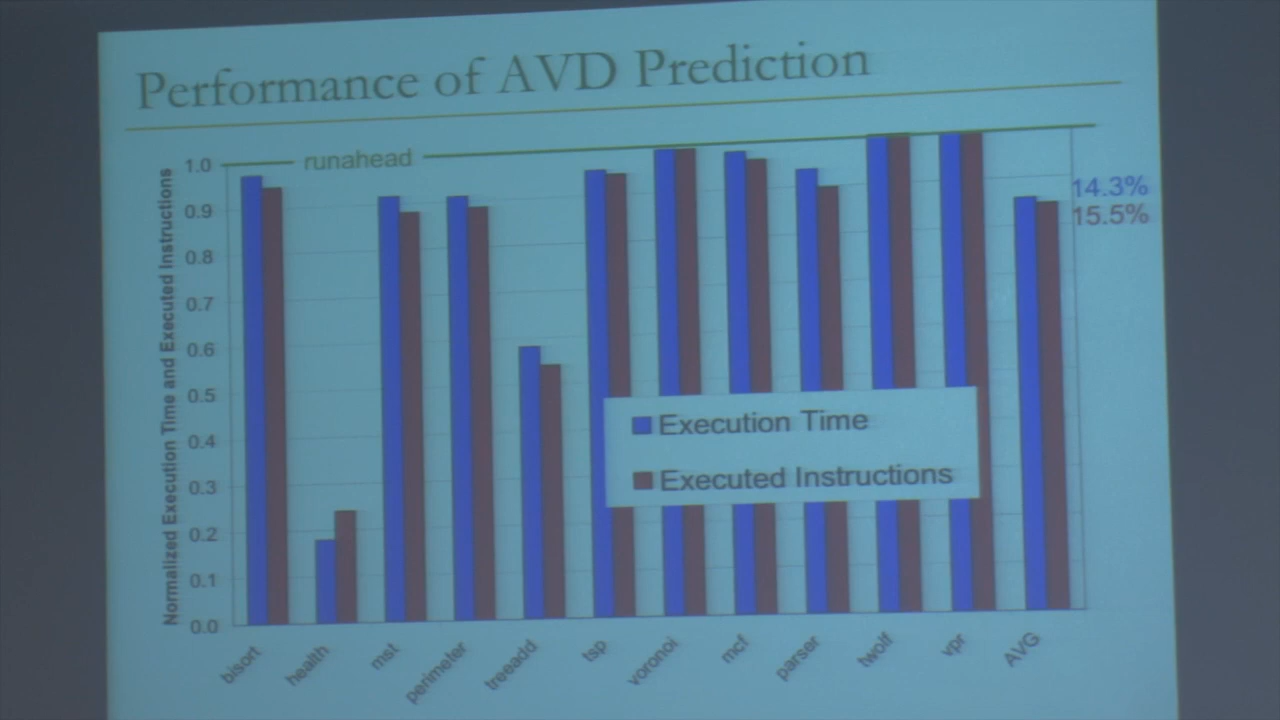 Performance of AVD Prediction
Normalized Execution Time and Executed Instructions
1.0
runahead
0.9
0.8
0.7
0.6
0.5
0.4
0.3
0.2
0.1
0.0
14.3%
15.5%
Execution Time
Executed Instructions
bisort
health
mst
perimeter
treeadd
tsp
voronoi
mcf
parser
twolf
vpr
AVG